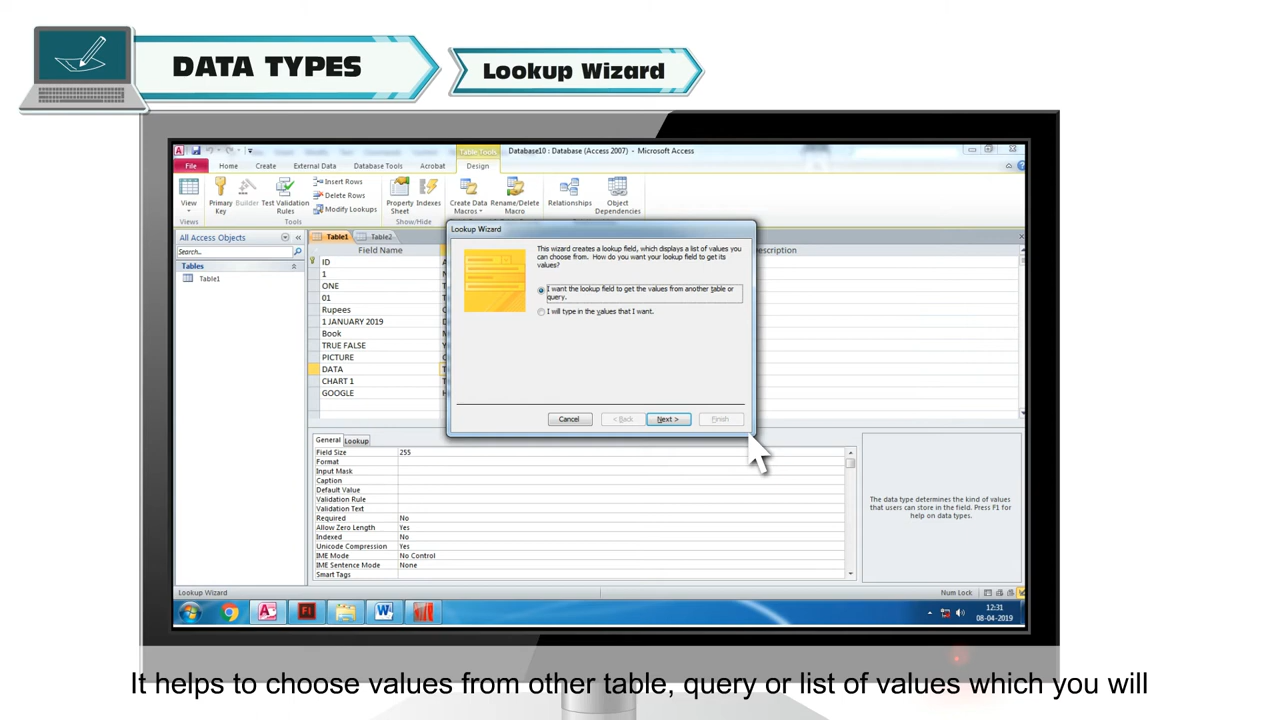 DATA TYPES
Lookup Wizard
Table Tools
Database10 : Database (Access 2007) - Microsoft Access
File Home Create External Data Database Tools Acrobat Design
View
Primary Key
Builder
Test Validation Rules
Insert Rows
Delete Rows
Modify Lookups
Property Sheet
Indexes
Create Data Macros
Rename/Delete Macro
Relationships
Object Dependencies
Views
Tools
Show/Hide
All Access Objects
Search...
Tables
Table1
Table1
Table2
Field Name
ID
1
ONE
01
Rupees
1 JANUARY 2019
Book
TRUE FALSE
PICTURE
DATA
CHART 1
GOOGLE
Lookup Wizard
This wizard creates a lookup field, which displays a list of values you
can choose from. How do you want your lookup field to get its
values?
I want the lookup field to get the values from another table or
query.
I will type in the values that I want.
Cancel < Back Next > Finish
General Lookup
Field Size 255
Format
Input Mask
Caption
Default Value
Validation Rule
Validation Text
Required No
Allow Zero Length Yes
Indexed No
Unicode Compression Yes
IME Mode No Control
IME Sentence Mode None
Smart Tags
The data type determines the kind of values
that users can store in the field. Press F1 for
help on data types.
Lookup Wizard
Num Lock
12:31
08-04-2019
It helps to choose values from other table, query or list of values which you will